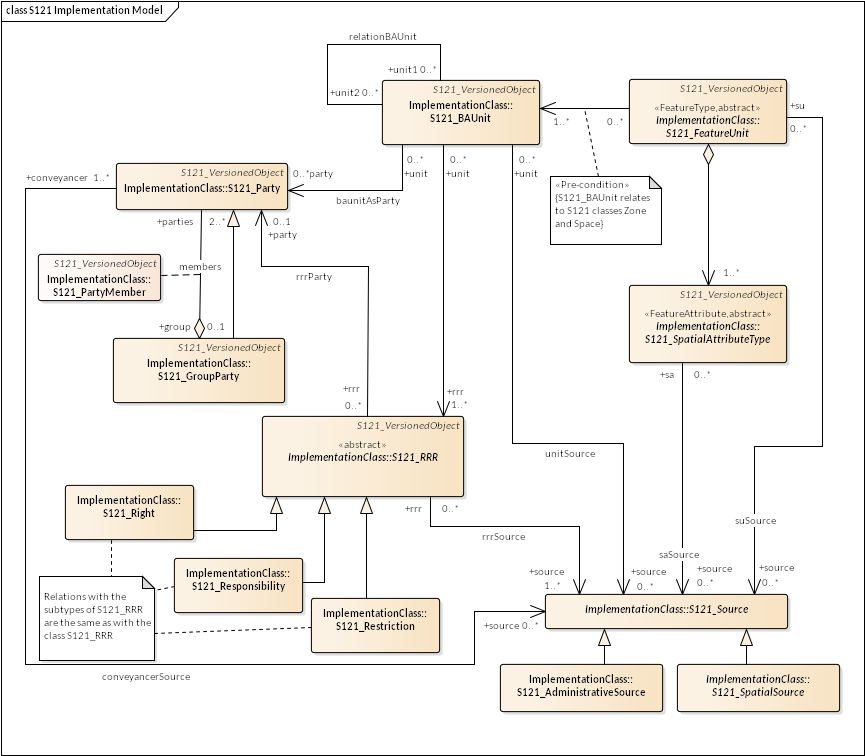 class S121 Implementation Model
relationBAUnit
+unit1 0..*
+unit2 0..*
S121_VersionedObject
ImplementationClass::
S121_BAUnit
1..*
0..*
S121_VersionedObject
«FeatureType,abstract»
ImplementationClass::
S121_FeatureUnit
+su
0..*
+conveyancer 1..*
S121_VersionedObject
ImplementationClass::S121_Party
0..*party
baunitAsParty
0..*
+unit
0..*
+unit
0..*
+unit
«Pre-condition»
{S121_BAUnit relates
to S121 classes Zone
and Space}
+parties
2..*
0..1
+party
S121_VersionedObject
ImplementationClass::
S121_PartyMember
members
rrrParty
1..*
S121_VersionedObject
«FeatureAttribute,abstract»
ImplementationClass::
S121_SpatialAttributeType
+group
0..1
S121_VersionedObject
ImplementationClass::
S121_GroupParty
+sa
0..*
+rrr
0..*
+rrr
1..*
S121_VersionedObject
«abstract»
ImplementationClass::S121_RRR
unitSource
ImplementationClass::
S121_Right
+rrr
0..*
rrrSource
suSource
saSource
ImplementationClass::
S121_Responsibility
+source
1..*
+source
0..*
+source
0..*
+source
0..*
Relations with the
subtypes of S121_RRR
are the same as with the
class S121_RRR
ImplementationClass::
S121_Restriction
ImplementationClass::S121_Source
+source 0..*
conveyancerSource
ImplementationClass::
S121_AdministrativeSource
ImplementationClass::
S121_SpatialSource